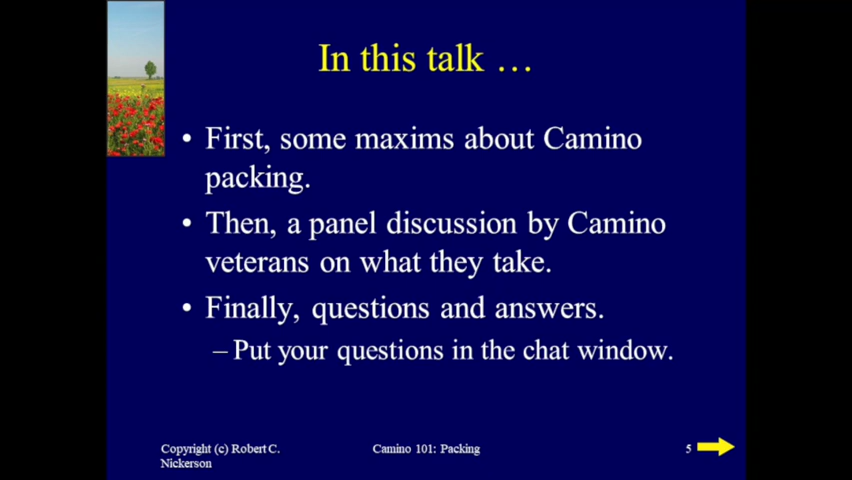 In this talk …
• First, some maxims about Camino
packing.
• Then, a panel discussion by Camino
veterans on what they take.
• Finally, questions and answers.
– Put your questions in the chat window.
Copyright (c) Robert C.
Nickerson
Camino 101: Packing
5